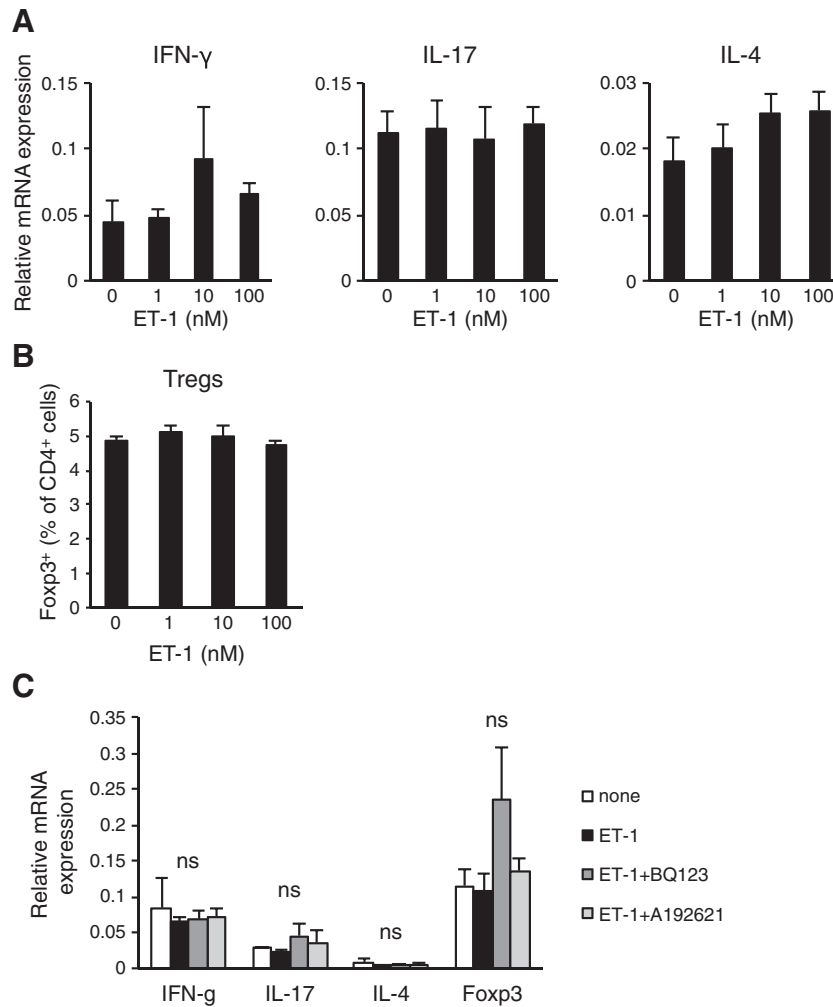 A
IFN-γ
IL-17
IL-4
Relative mRNA expression
0.15
0.1
0.05
0
0 1 10 100
ET-1 (nM)
0.15
0.1
0.05
0
0 1 10 100
ET-1 (nM)
0.03
0.02
0.01
0
0 1 10 100
ET-1 (nM)
B
Tregs
Foxp3⁺ (% of CD4⁺ cells)
6
5
4
3
2
1
0
0 1 10 100
ET-1 (nM)
C
Relative mRNA
expression
0.35
0.3
0.25
0.2
0.15
0.1
0.05
0
ns
ns
ns
ns
IFN-g IL-17 IL-4 Foxp3
none
ET-1
ET-1+BQ123
ET-1+A192621